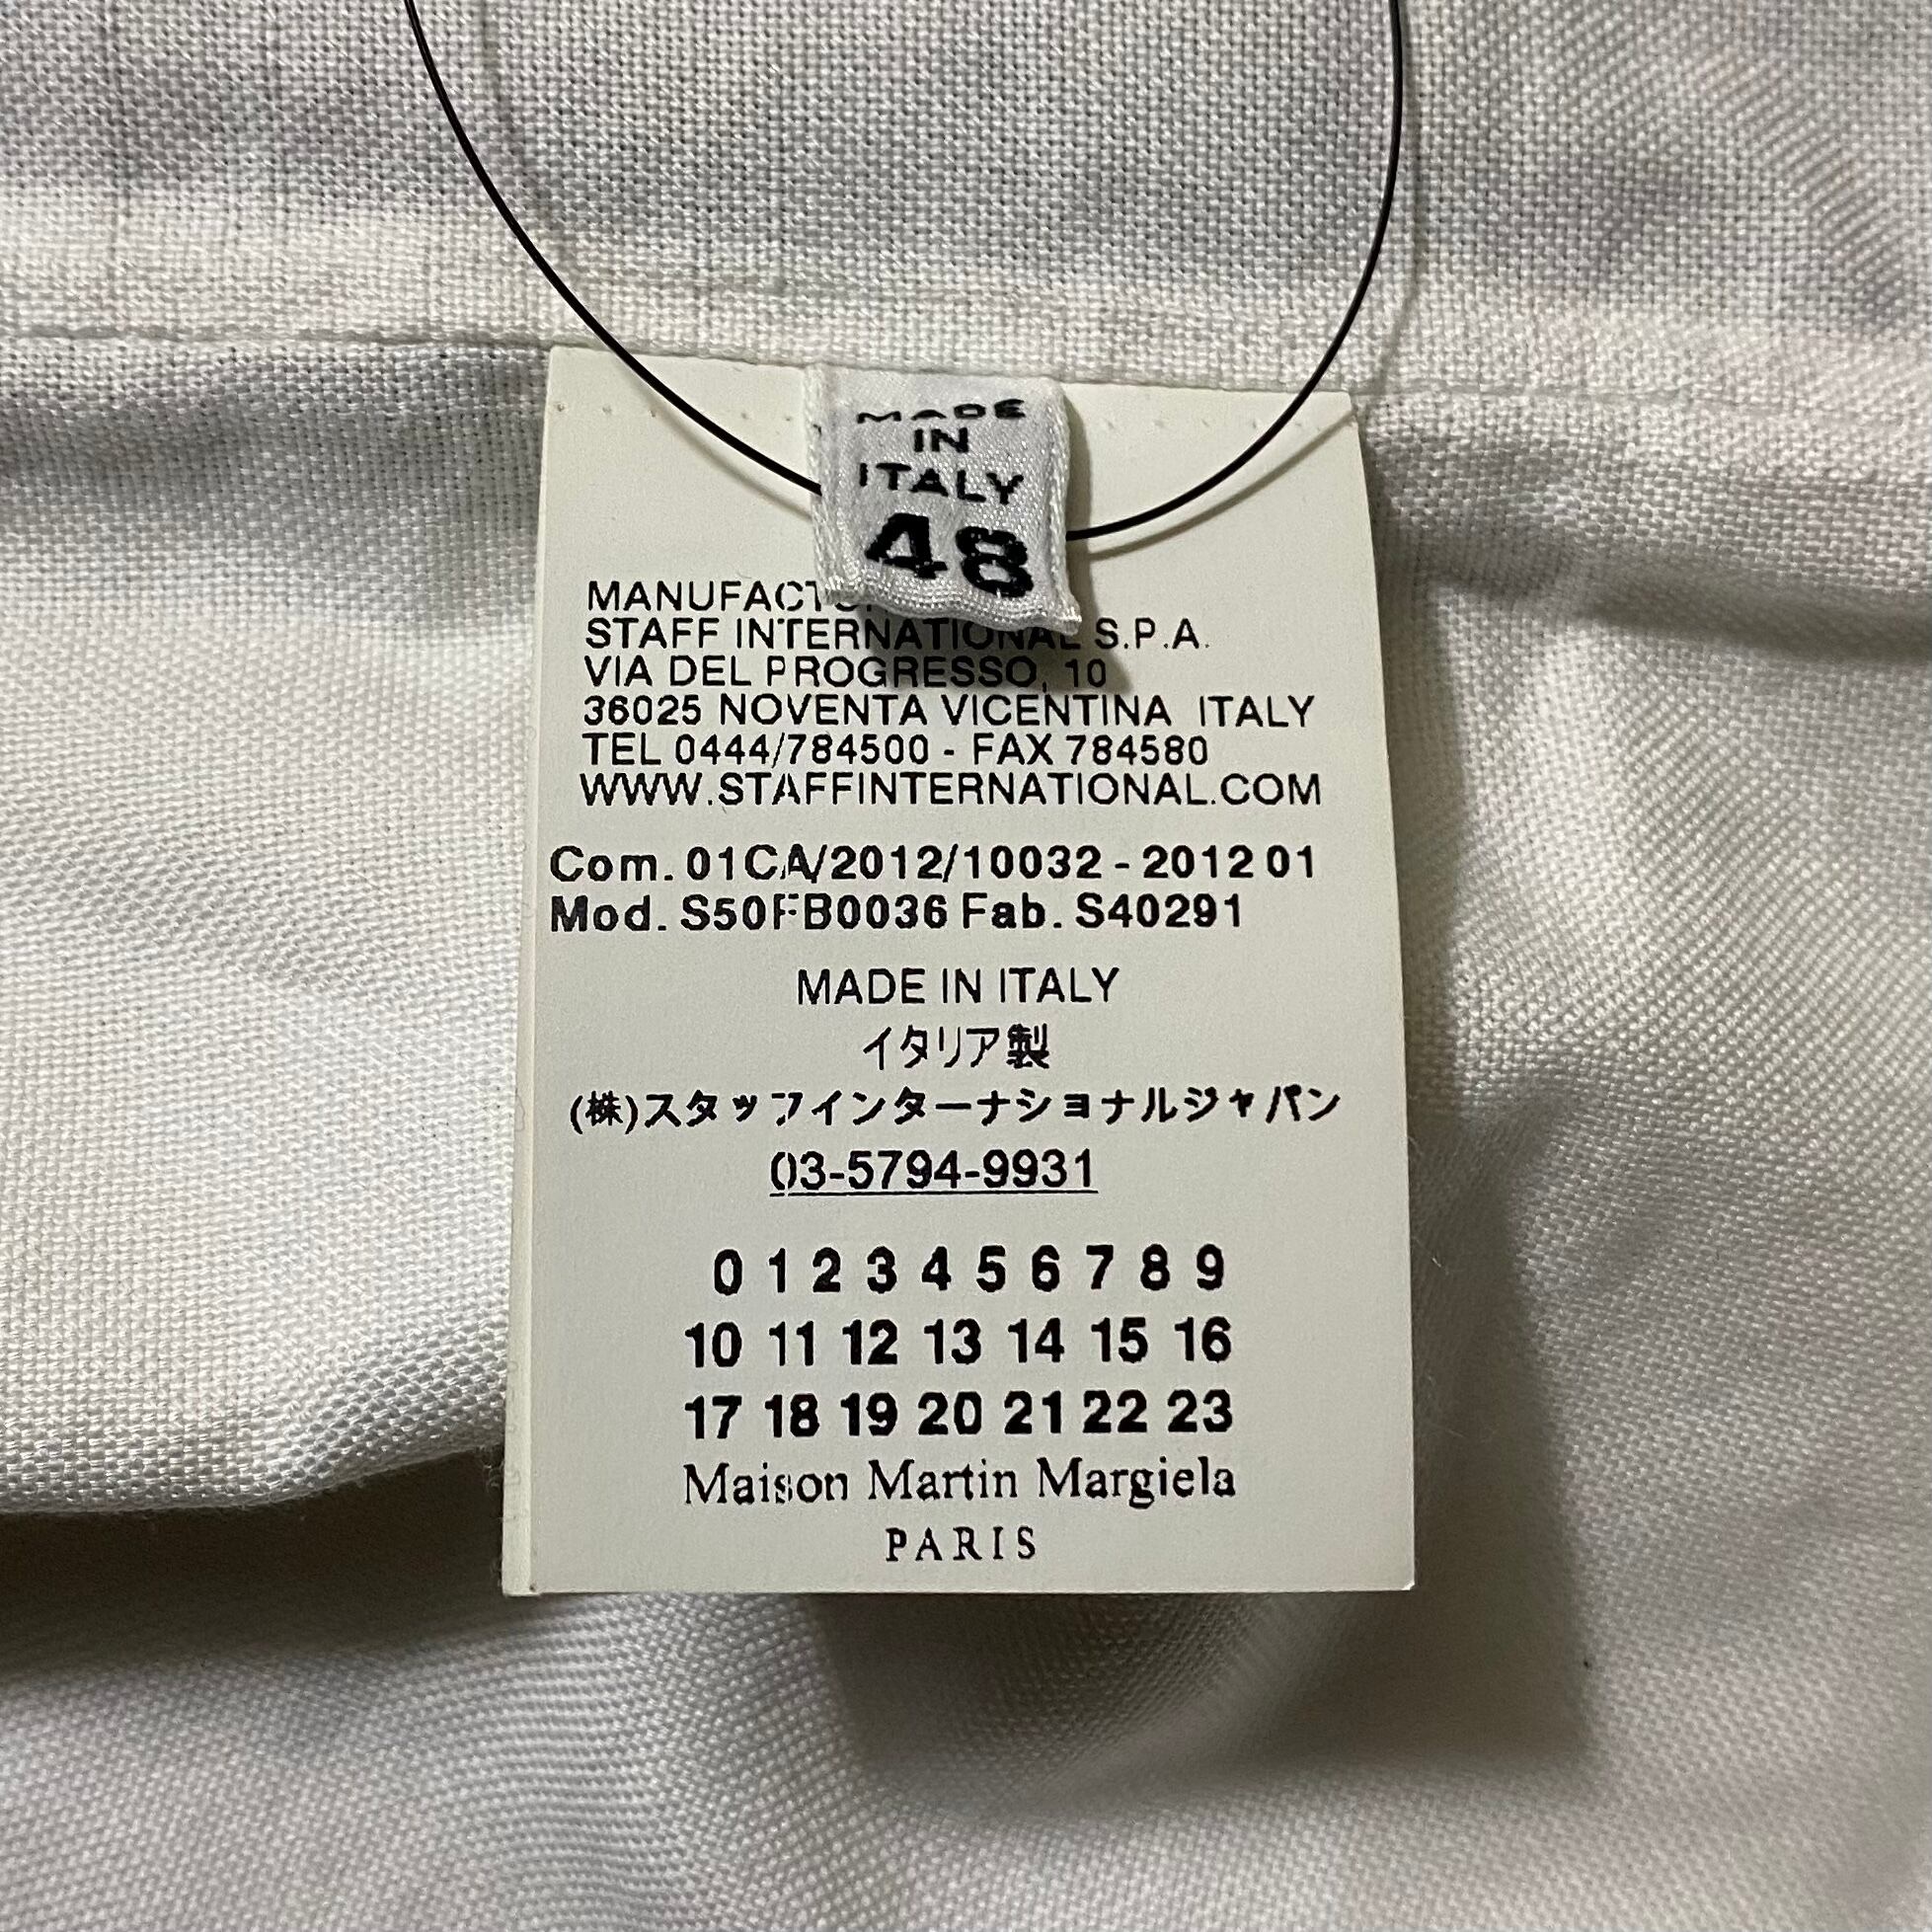 MADE
IN
ITALY
48
STAFF INTERNATIONAL S.P.A.
VIA DEL PROGRESSO, 10
36025 NOVENTA VICENTINA ITALY
TEL 0444/784500 - FAX 784580
WWW.STAFFINTERNATIONAL.COM
Com. 01CA/2012/10032 - 2012 01
Mod. S50FB0036 Fab. S40291
MADE IN ITALY
イタリア製
(株)スタッフインターナショナルジャパン
03-5794-9931
0 1 2 3 4 5 6 7 8 9
10 11 12 13 14 15 16
17 18 19 20 21 22 23
Maison Martin Margiela
PARIS